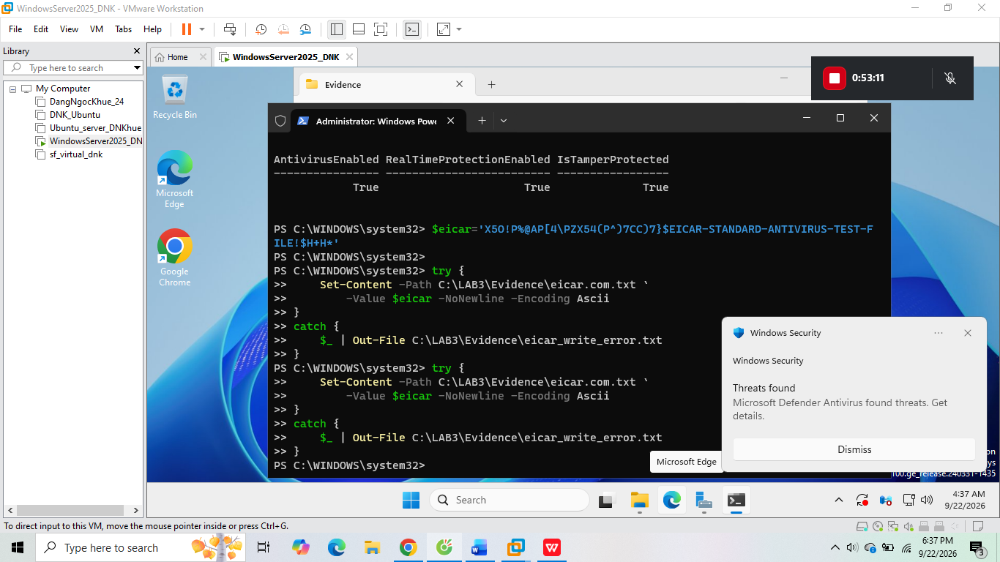 WindowsServer2025_DNK - VMware Workstation
File Edit View VM Tabs Help
Library
Type here to search
My Computer
DangNgocKhue_24
DNK_Ubuntu
Ubuntu_server_DNKhue
WindowsServer2025_DN
sf_virtual_dnk
Home
WindowsServer2025_DNK
Recycle Bin
Microsoft
Edge
Google
Chrome
Evidence
0:53:11
Administrator: Windows Powe
AntivirusEnabled RealTimeProtectionEnabled IsTamperProtected
---------------- ------------------------- -----------------
True True True
PS C:\WINDOWS\system32> $eicar='X5O!P%@AP[4\PZX54(P^)7CC)7}$EICAR-STANDARD-ANTIVIRUS-TEST-F
ILE!$H+H*'
PS C:\WINDOWS\system32>
PS C:\WINDOWS\system32> try {
>> Set-Content -Path C:\LAB3\Evidence\eicar.com.txt `
>> -Value $eicar -NoNewline -Encoding Ascii
>> }
>> catch {
>> $_ | Out-File C:\LAB3\Evidence\eicar_write_error.txt
>> }
PS C:\WINDOWS\system32> try {
>> Set-Content -Path C:\LAB3\Evidence\eicar.com.txt `
>> -Value $eicar -NoNewline -Encoding Ascii
>> }
>> catch {
>> $_ | Out-File C:\LAB3\Evidence\eicar_write_error.txt
>> }
PS C:\WINDOWS\system32>
Microsoft Edge
Windows Security
Windows Security
Threats found
Microsoft Defender Antivirus found threats. Get
details.
Dismiss
on
ys
100.ge_release.240331-1435
Search
4:37 AM
9/22/2026
To direct input to this VM, move the mouse pointer inside or press Ctrl+G.
Type here to search
6:37 PM
9/22/2026
3